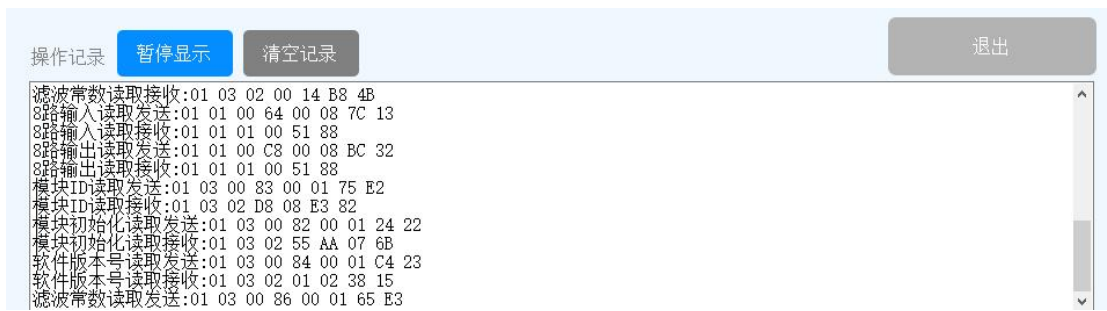 操作记录 暂停显示 清空记录 退出
滤波常数读取接收:01 03 02 00 14 B8 4B
8路输入读取发送:01 01 00 64 00 08 7C 13
8路输入读取接收:01 01 01 00 51 88
8路输出读取发送:01 01 00 C8 00 08 BC 32
8路输出读取接收:01 01 01 00 51 88
模块ID读取发送:01 03 00 83 00 01 75 E2
模块ID读取接收:01 03 02 D8 08 E3 82
模块初始化读取发送:01 03 00 82 00 01 24 22
模块初始化读取接收:01 03 02 55 AA 07 6B
软件版本号读取发送:01 03 00 84 00 01 C4 23
软件版本号读取接收:01 03 02 01 02 38 15
滤波常数读取发送:01 03 00 86 00 01 65 E3